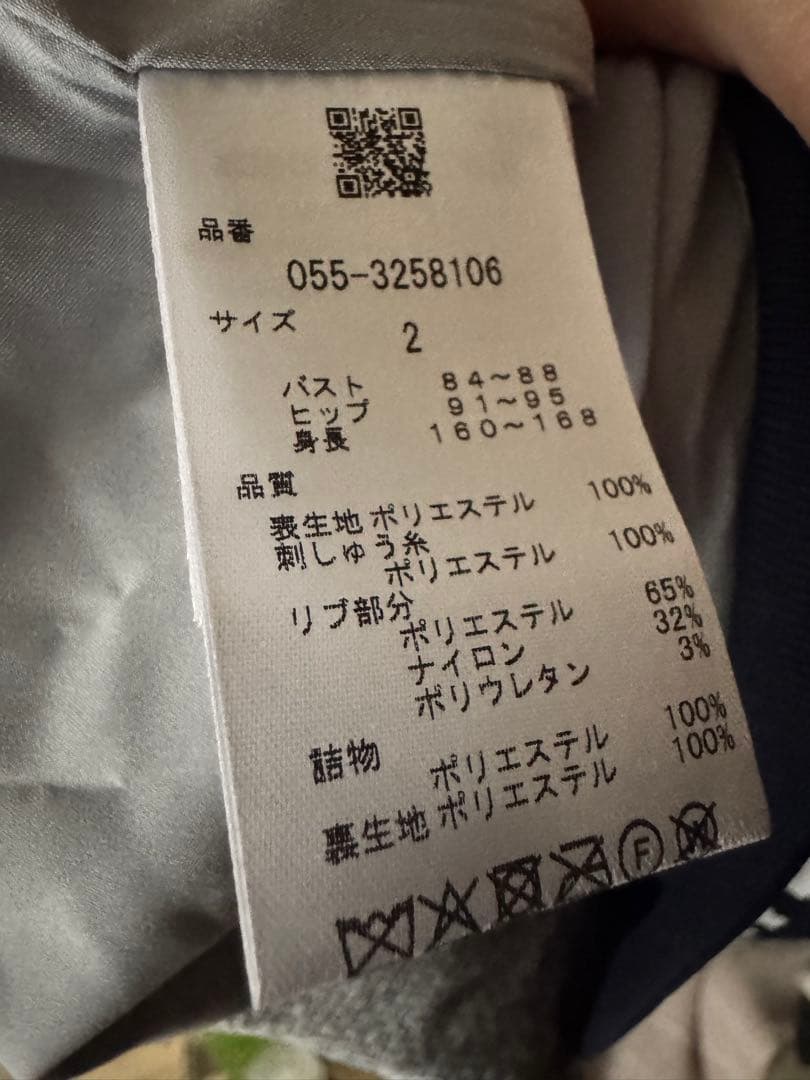 品番
055-3258106
サイズ
2
バスト 84～88
ヒップ 91～95
身長 160～168
品質
表生地 ポリエステル 100%
刺しゅう糸
ポリエステル 100%
リブ部分
ポリエステル 65%
ナイロン 32%
ポリウレタン 3%
詰物
ポリエステル 100%
裏生地 ポリエステル 100%
F